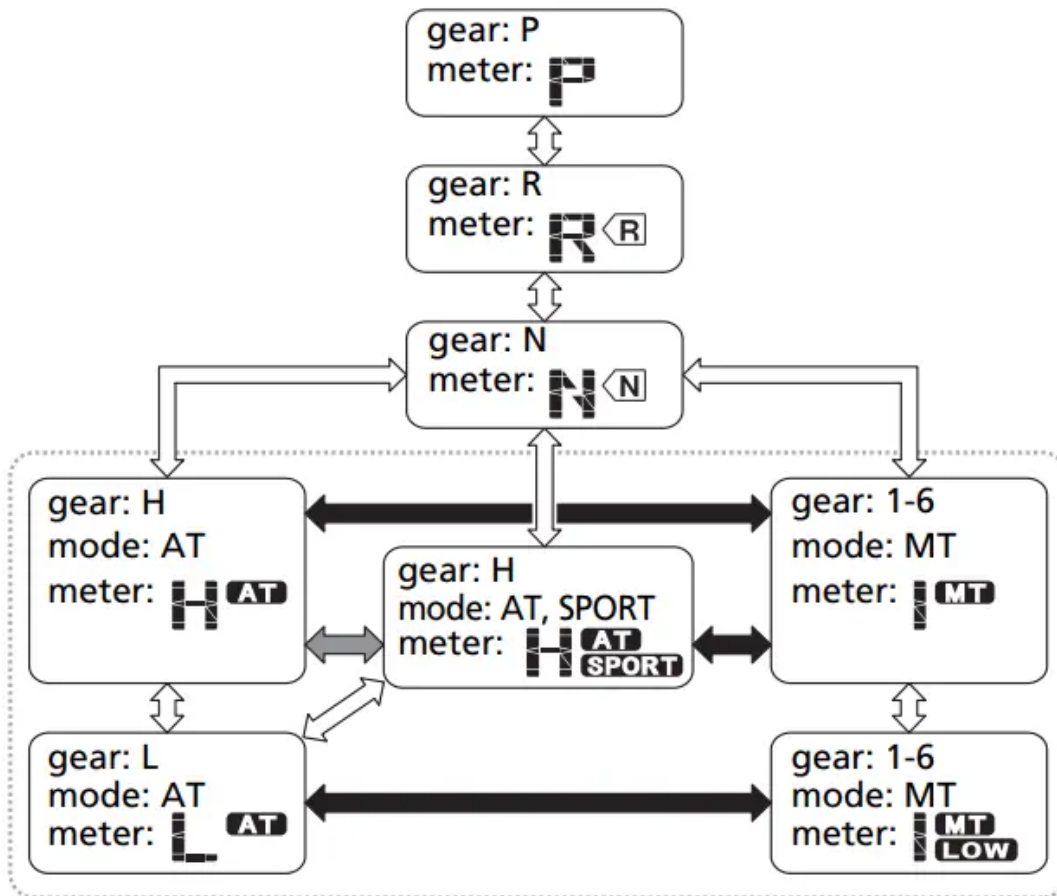 gear: P
meter: P
gear: R
meter: R R
gear: N
meter: N N
gear: H
mode: AT
meter: H AT
gear: H
mode: AT, SPORT
meter: H AT
SPORT
gear: 1-6
mode: MT
meter: 1 MT
gear: L
mode: AT
meter: L AT
gear: 1-6
mode: MT
meter: 1 MT
LOW